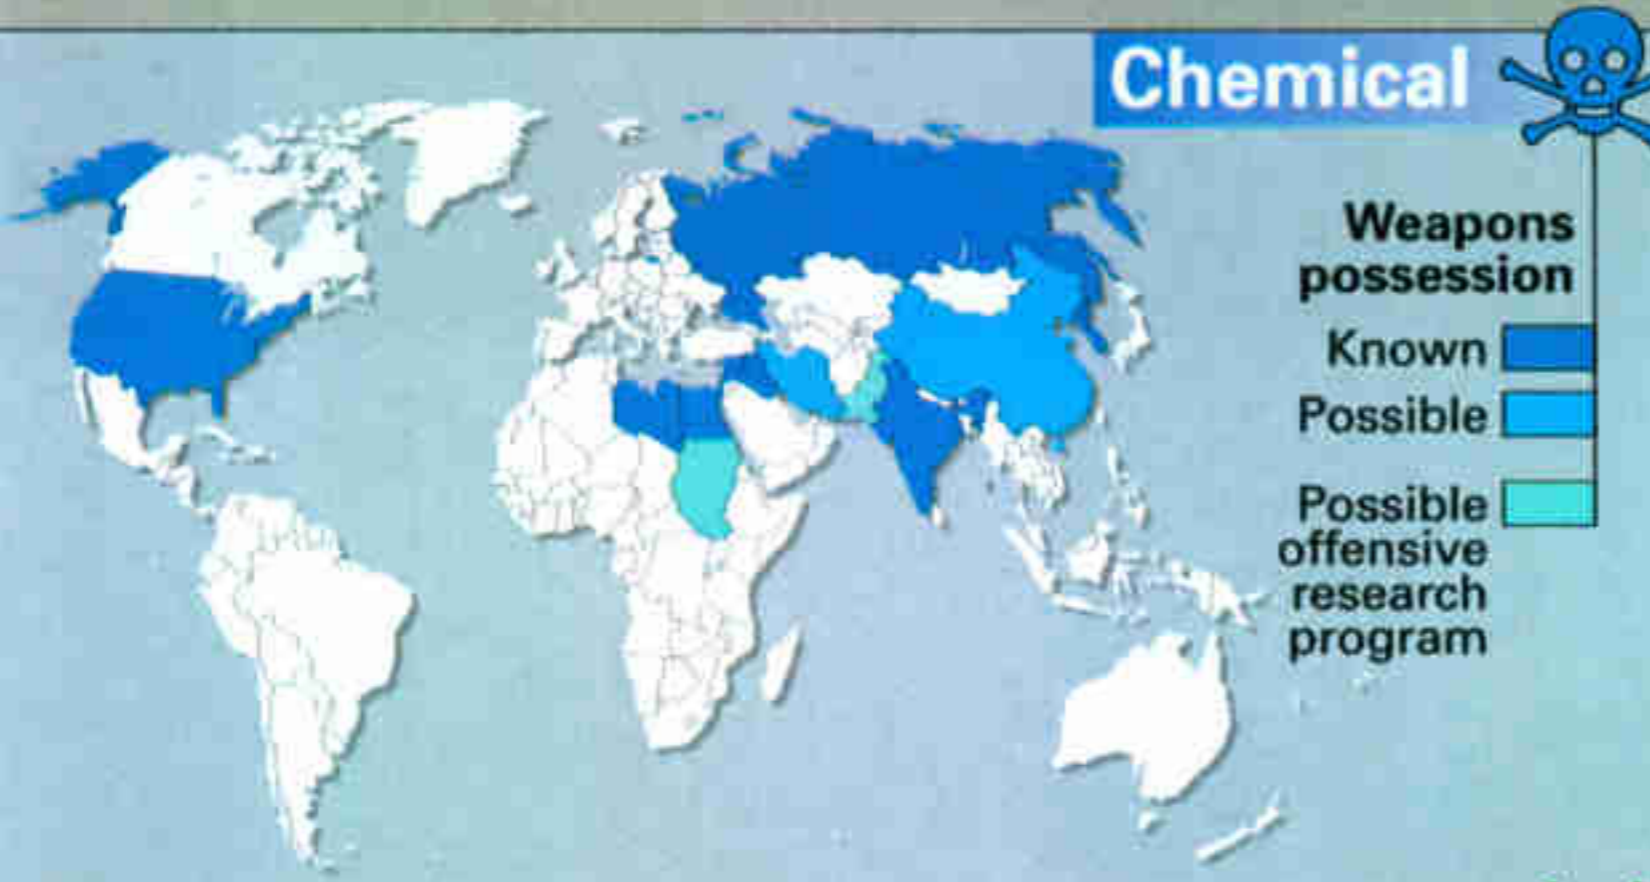 Chemical
Weapons
possession
Known
Possible
Possible
offensive
research
program